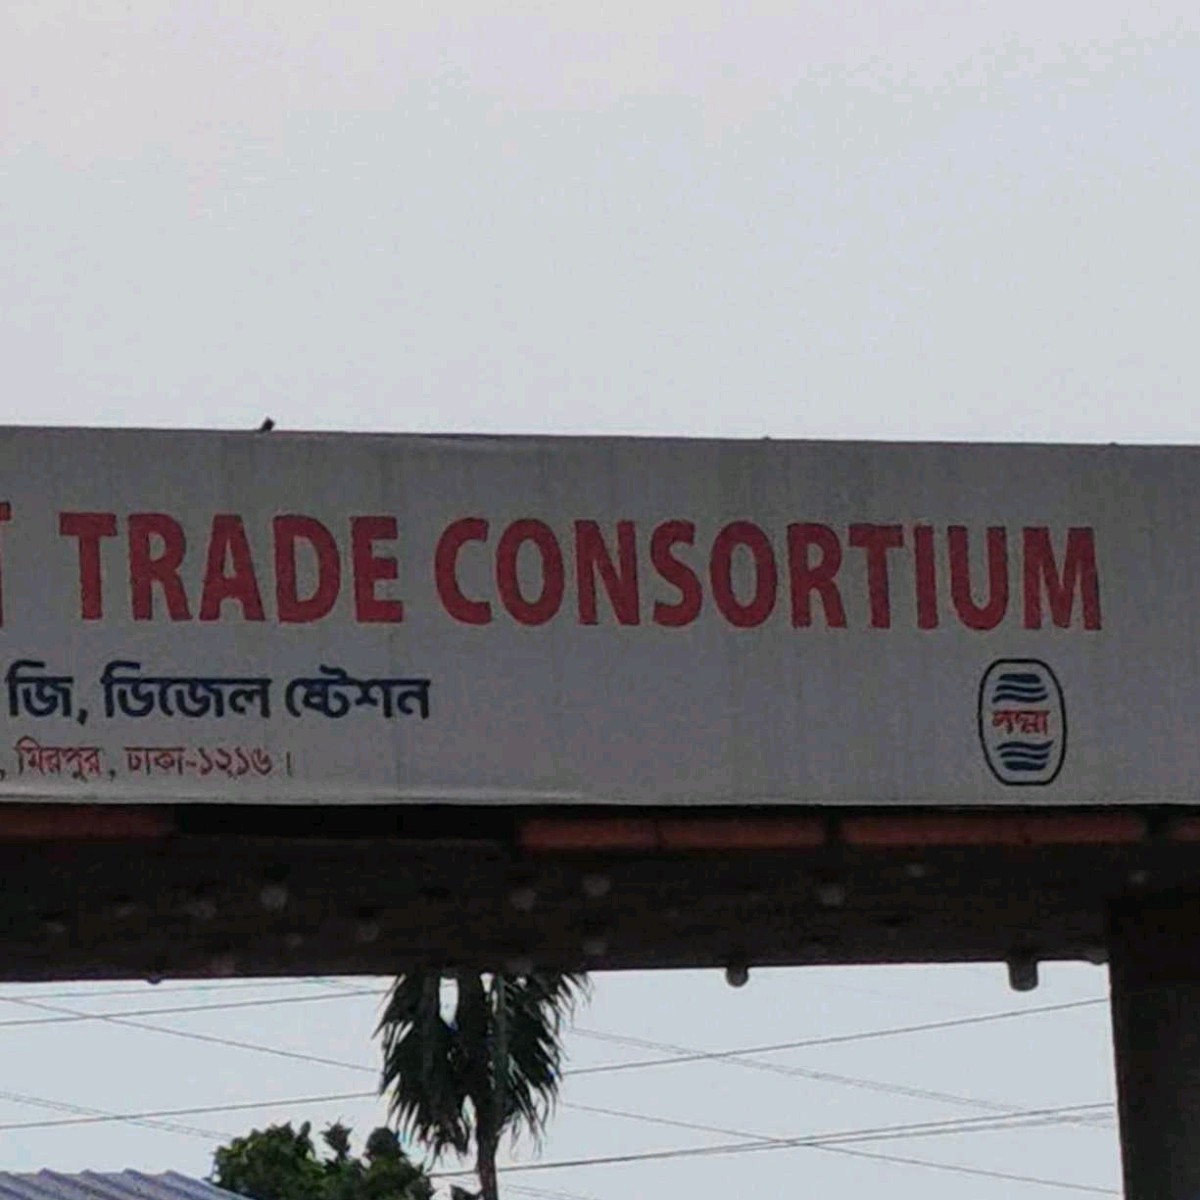 TRADE CONSORTIUM
জি, ডিজেল ষ্টেশন
, মিরপুর, ঢাকা-১২১৬।
পদ্মা